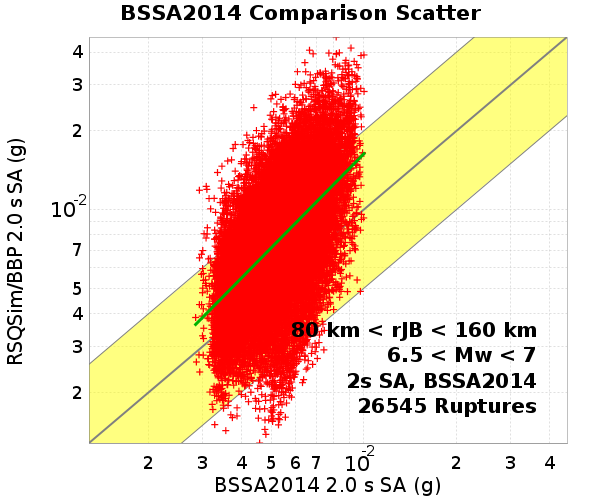 BSSA2014 Comparison Scatter
RSQSim/BBP 2.0 s SA (g)
4
3
2
10-2
7
5
4
3
2
80 km < rJB < 160 km
6.5 < Mw < 7
2s SA, BSSA2014
26545 Ruptures
2 3 4 5 6 7 10-2 2 3 4
BSSA2014 2.0 s SA (g)